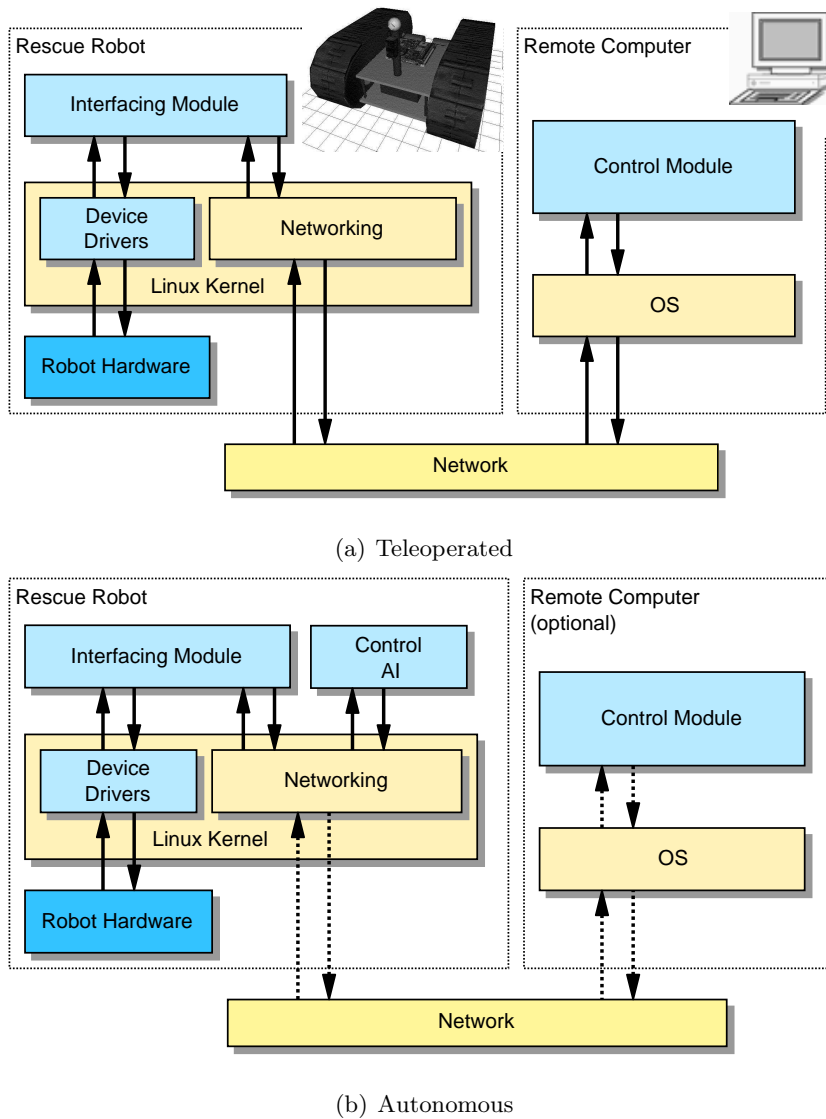 Rescue Robot
Remote Computer
Interfacing Module
Control Module
Device
Drivers
Networking
Linux Kernel
OS
Robot Hardware
Network
(a) Teleoperated
Rescue Robot
Remote Computer
(optional)
Interfacing Module
Control
AI
Control Module
Device
Drivers
Networking
Linux Kernel
OS
Robot Hardware
Network
(b) Autonomous